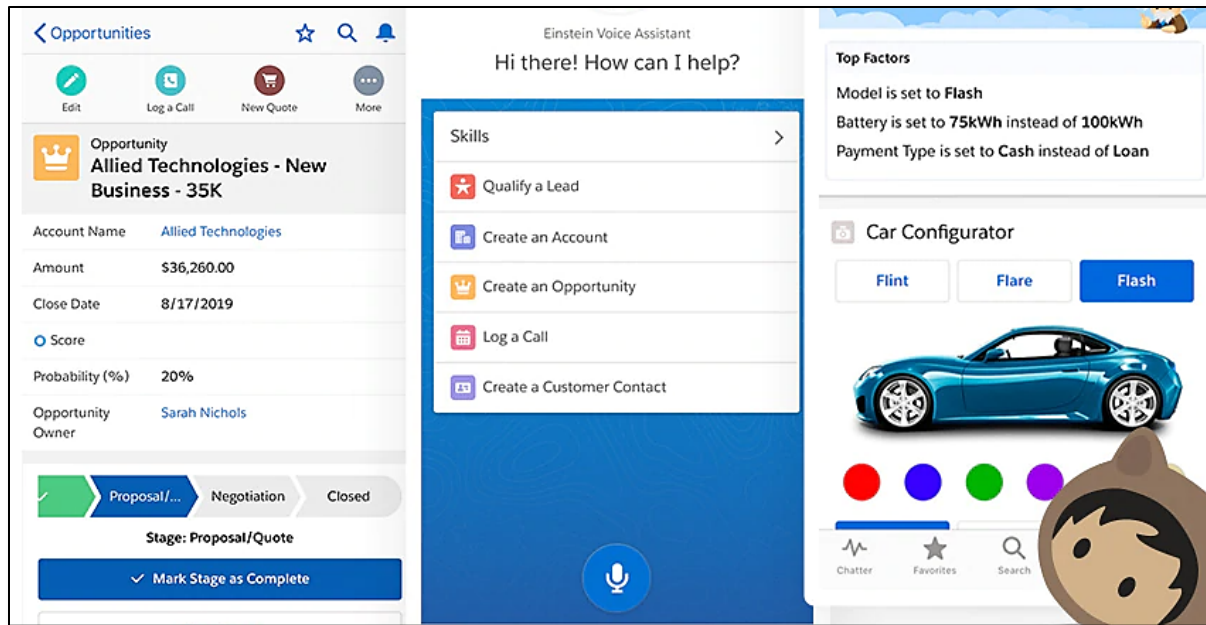 Opportunities
Edit
Log a Call
New Quote
More
Opportunity
Allied Technologies - New
Business - 35K
Account Name Allied Technologies
Amount $36,260.00
Close Date 8/17/2019
Score
Probability (%) 20%
Opportunity Sarah Nichols
Owner
Proposal/... Negotiation Closed
Stage: Proposal/Quote
Mark Stage as Complete
Einstein Voice Assistant
Hi there! How can I help?
Skills
Qualify a Lead
Create an Account
Create an Opportunity
Log a Call
Create a Customer Contact
Top Factors
Model is set to Flash
Battery is set to 75kWh instead of 100kWh
Payment Type is set to Cash instead of Loan
Car Configurator
Flint Flare Flash
Chatter Favorites Search